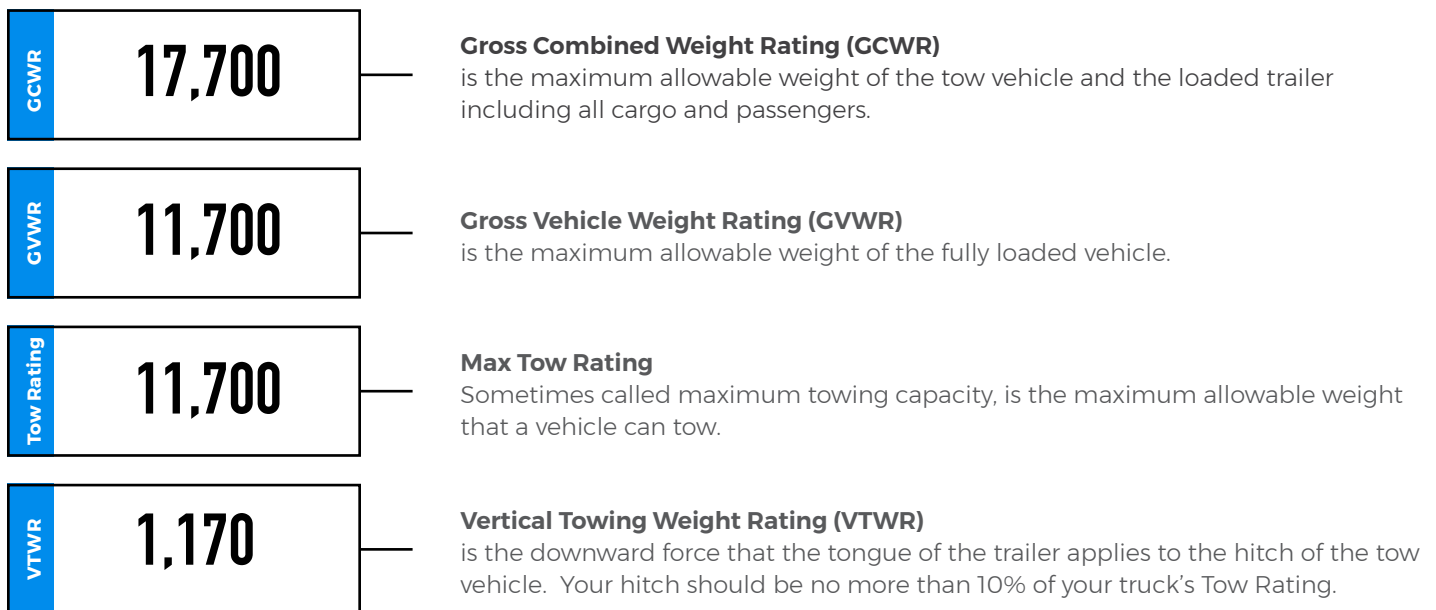 GCWR
17,700
Gross Combined Weight Rating (GCWR)
is the maximum allowable weight of the tow vehicle and the loaded trailer
including all cargo and passengers.
GVWR
11,700
Gross Vehicle Weight Rating (GVWR)
is the maximum allowable weight of the fully loaded vehicle.
Tow Rating
11,700
Max Tow Rating
Sometimes called maximum towing capacity, is the maximum allowable weight
that a vehicle can tow.
VTWR
1,170
Vertical Towing Weight Rating (VTWR)
is the downward force that the tongue of the trailer applies to the hitch of the tow
vehicle.  Your hitch should be no more than 10% of your truck's Tow Rating.